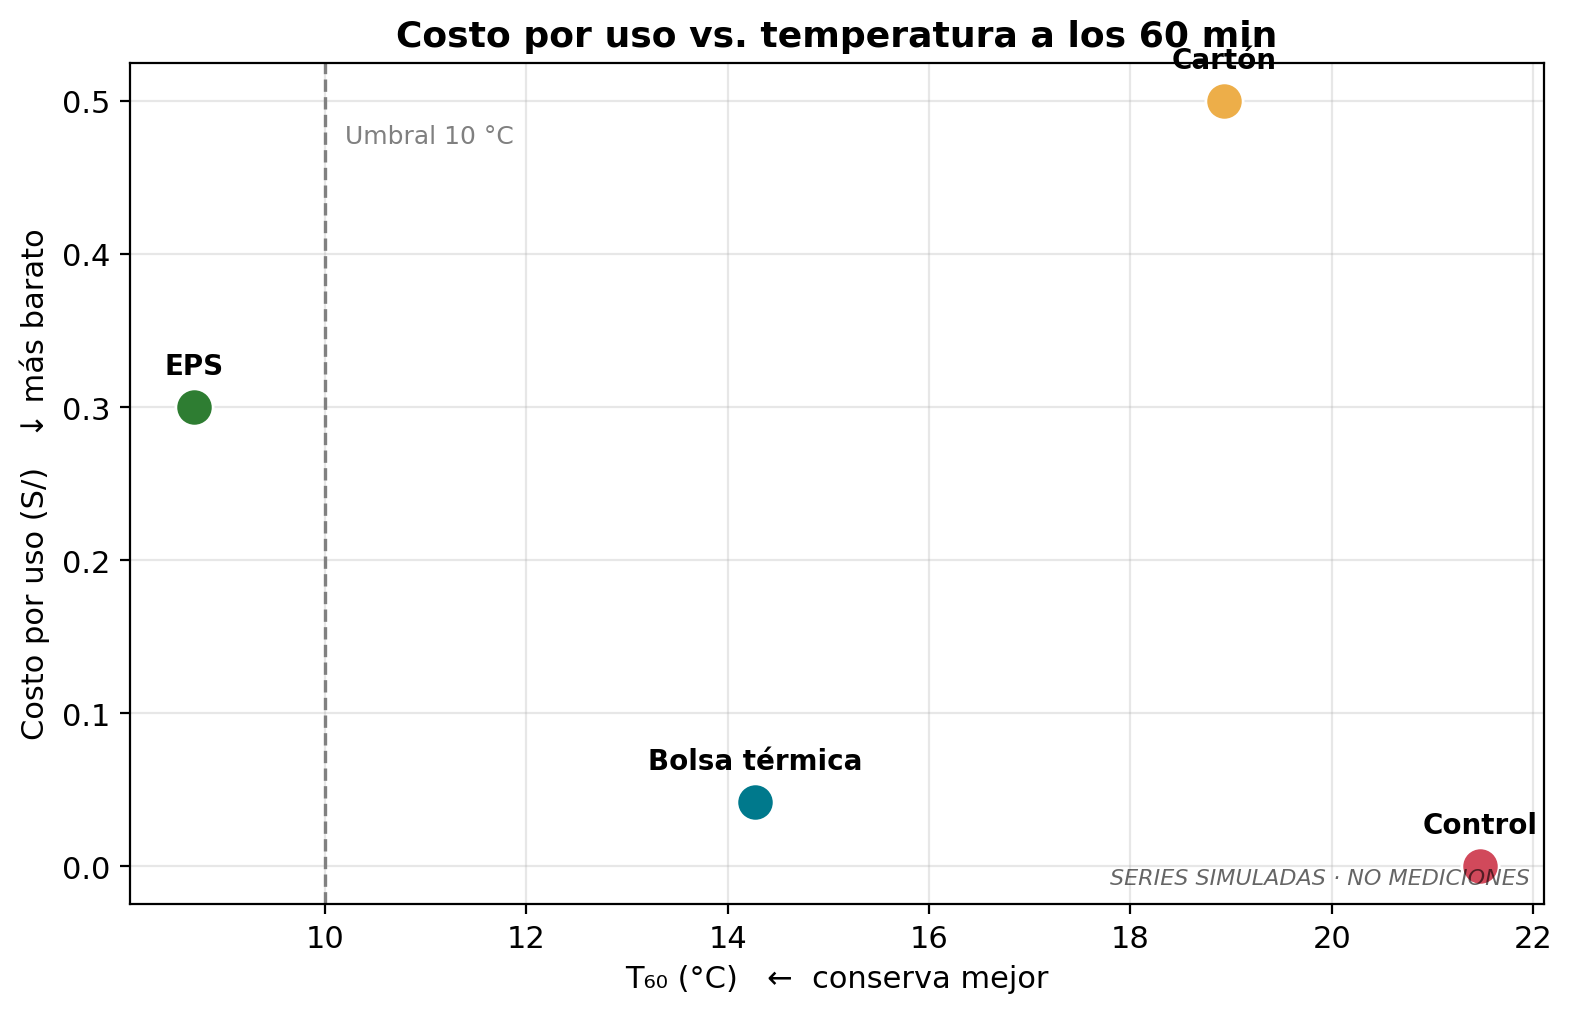 Costo por uso vs. temperatura a los 60 min
Cartón
0.5
Umbral 10 °C
0.4
EPS
0.3
0.2
0.1
Bolsa térmica
Control
0.0
SERIES SIMULADAS · NO MEDICIONES
10 12 14 16 18 20 22
T₆₀ (°C) ← conserva mejor
Costo por uso (S/) ↓ más barato